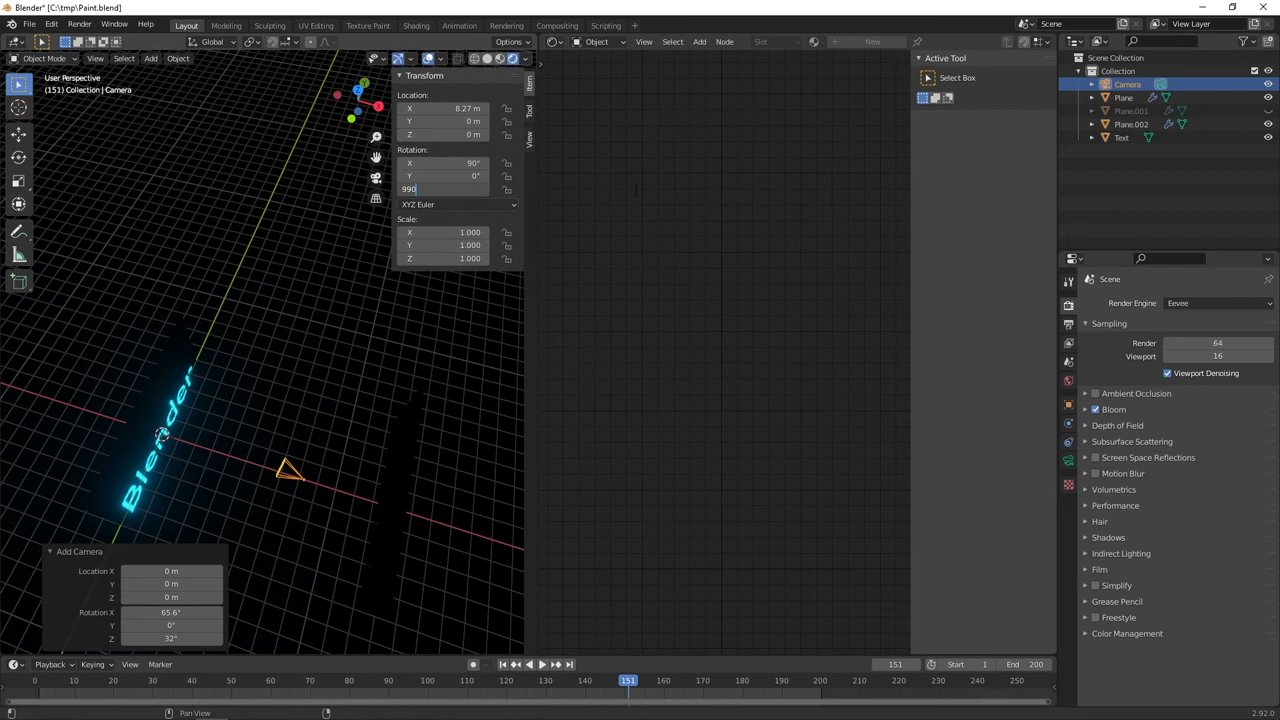 Blender* [C:\tmp\Paint.blend]
File Edit Render Window Help Layout Modeling Sculpting UV Editing Texture Paint Shading Animation Rendering Compositing Scripting Scene View Layer
Global Options Object View Select Add Node Slot New
Object Mode View Select Add Object
User Perspective
(151) Collection | Camera
Transform
Location:
X 8.27 m
Y 0 m
Z 0 m
Rotation:
X 90°
Y 0°
990
XYZ Euler
Scale:
X 1.000
Y 1.000
Z 1.000
Item
Tool
View
Z
Y
X
Blender
Add Camera
Location X 0 m
Y 0 m
Z 0 m
Rotation X 65.6°
Y 0°
Z 32°
Active Tool
Select Box
Scene Collection
Collection
Camera
Plane
Plane.001
Plane.002
Text
Scene
Render Engine Eevee
Sampling
Render 64
Viewport 16
Viewport Denoising
Ambient Occlusion
Bloom
Depth of Field
Subsurface Scattering
Screen Space Reflections
Motion Blur
Volumetrics
Performance
Hair
Shadows
Indirect Lighting
Film
Simplify
Grease Pencil
Freestyle
Color Management
Playback Keying View Marker 151 Start 1 End 200
0 10 20 30 40 50 60 70 80 90 100 110 120 130 140 151 160 170 180 190 200 210 220 230 240 250
Pan View 2.92.0